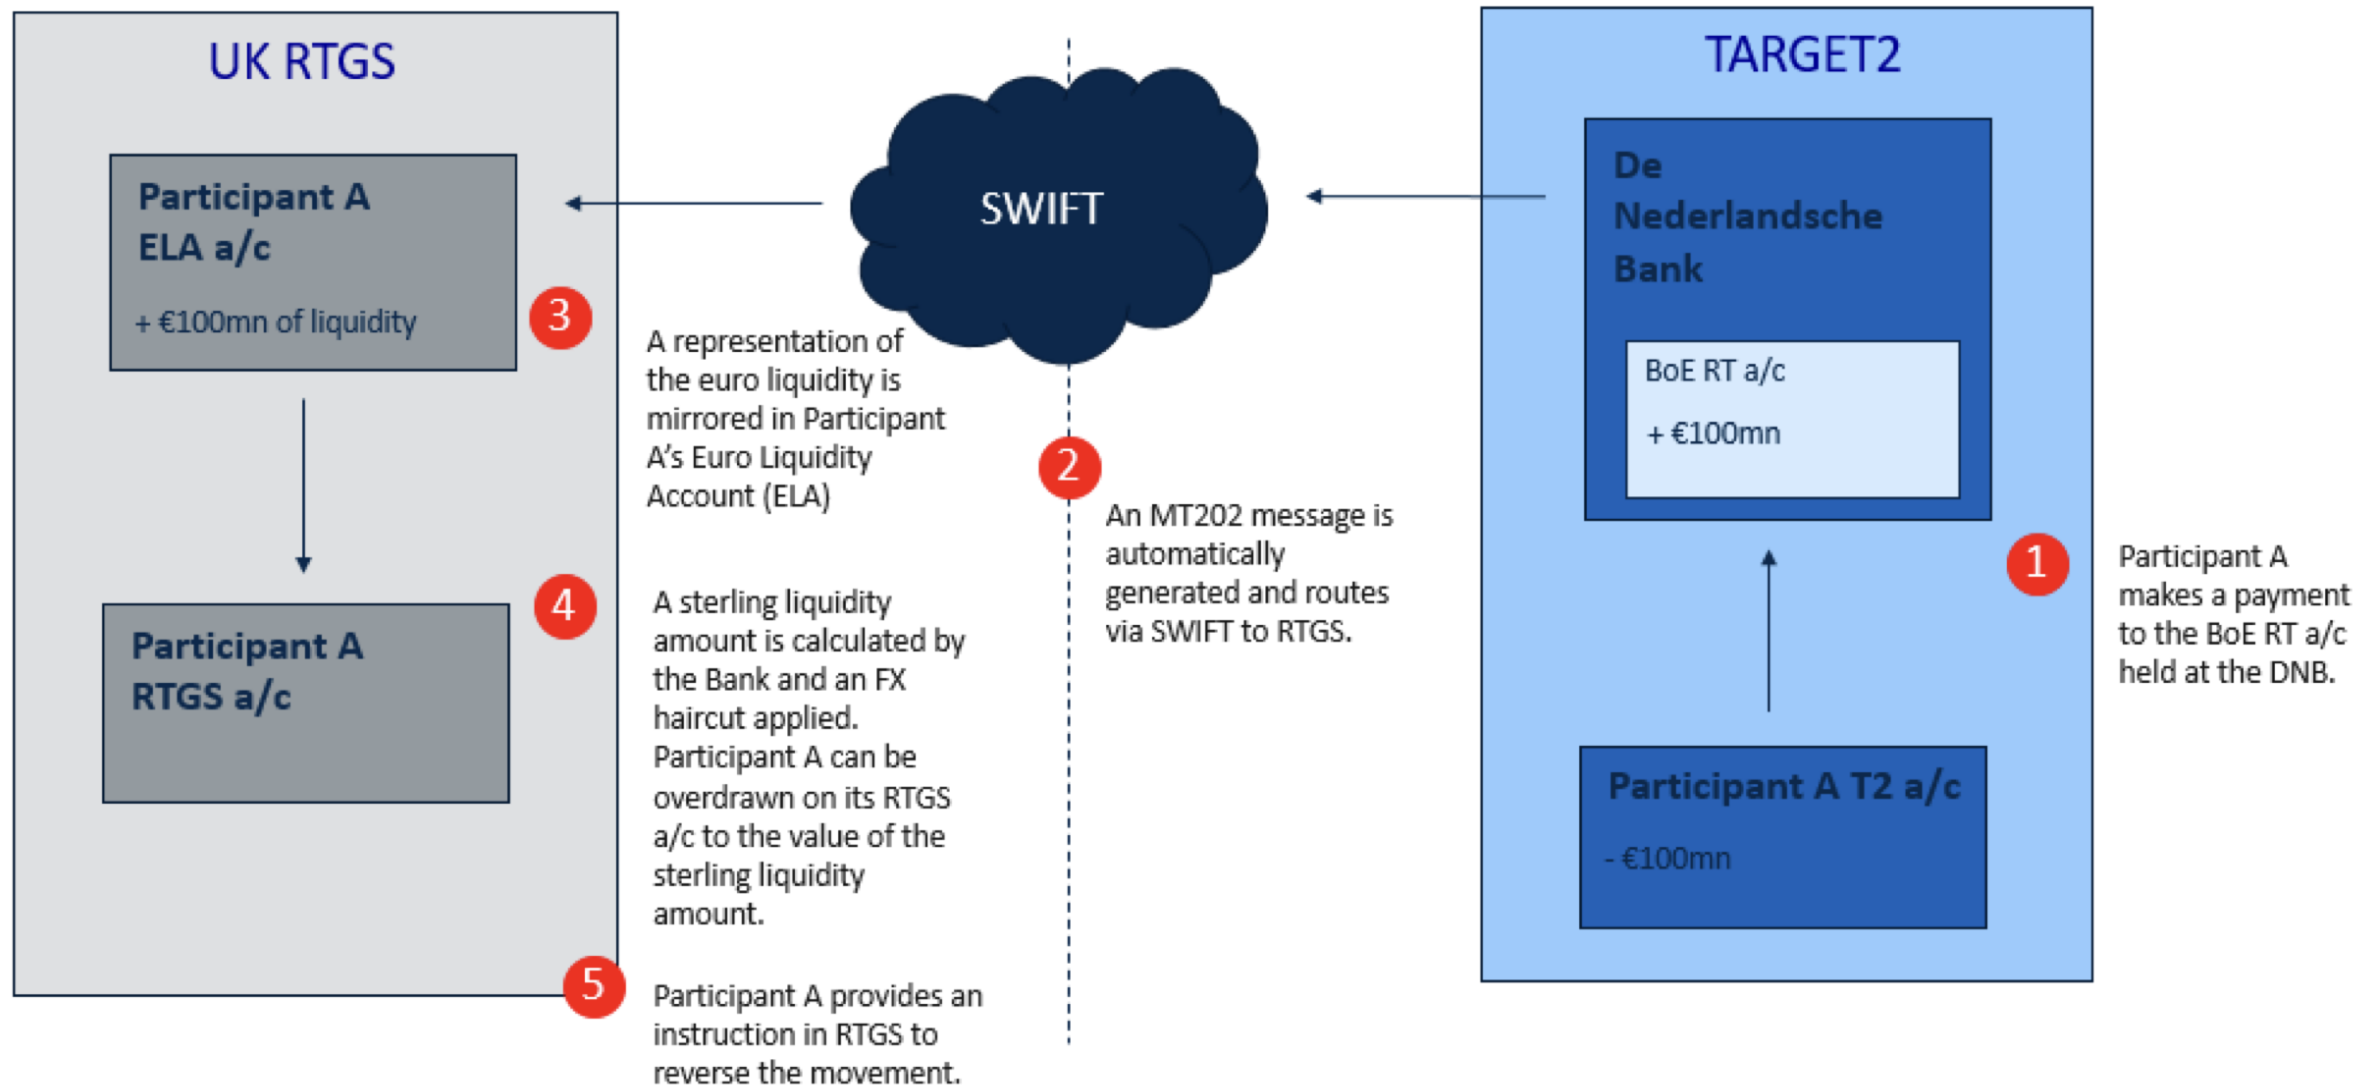 UK RTGS
Participant A
ELA a/c
+ €100mn of liquidity
3
A representation of
the euro liquidity is
mirrored in Participant
A's Euro Liquidity
Account (ELA)
Participant A
RTGS a/c
4
A sterling liquidity
amount is calculated by
the Bank and an FX
haircut applied.
Participant A can be
overdrawn on its RTGS
a/c to the value of the
sterling liquidity
amount.
5
Participant A provides an
instruction in RTGS to
reverse the movement.
SWIFT
2
An MT202 message is
automatically
generated and routes
via SWIFT to RTGS.
TARGET2
De
Nederlandsche
Bank
BoE RT a/c
+ €100mn
1
Participant A
makes a payment
to the BoE RT a/c
held at the DNB.
Participant A T2 a/c
- €100mn